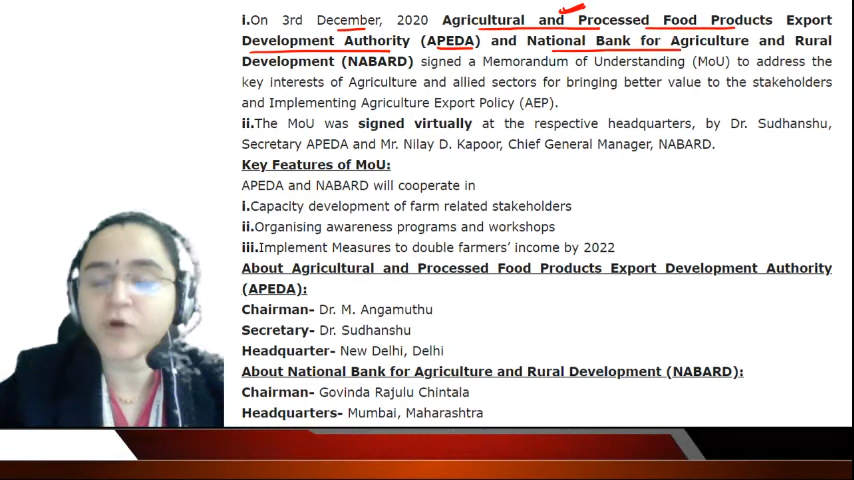 i.On 3rd December, 2020 Agricultural and Processed Food Products Export
Development Authority (APEDA) and National Bank for Agriculture and Rural
Development (NABARD) signed a Memorandum of Understanding (MoU) to address the
key interests of Agriculture and allied sectors for bringing better value to the stakeholders
and Implementing Agriculture Export Policy (AEP).
ii.The MoU was signed virtually at the respective headquarters, by Dr. Sudhanshu,
Secretary APEDA and Mr. Nilay D. Kapoor, Chief General Manager, NABARD.
Key Features of MoU:
APEDA and NABARD will cooperate in
i.Capacity development of farm related stakeholders
ii.Organising awareness programs and workshops
iii.Implement Measures to double farmers' income by 2022
About Agricultural and Processed Food Products Export Development Authority
(APEDA):
Chairman- Dr. M. Angamuthu
Secretary- Dr. Sudhanshu
Headquarter- New Delhi, Delhi
About National Bank for Agriculture and Rural Development (NABARD):
Chairman- Govinda Rajulu Chintala
Headquarters- Mumbai, Maharashtra